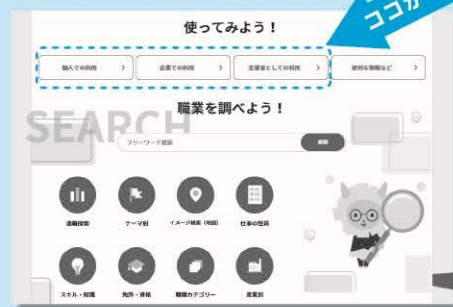 使ってみよう！
ココが
個人での利用
企業での利用
支援者としての利用
便利な情報など
職業を調べよう！
SEARCH
フリーワード検索
検索
適職探索
テーマ別
イメージ検索（地図）
仕事の性質
スキル・知識
免許・資格
職種カテゴリー
産業別